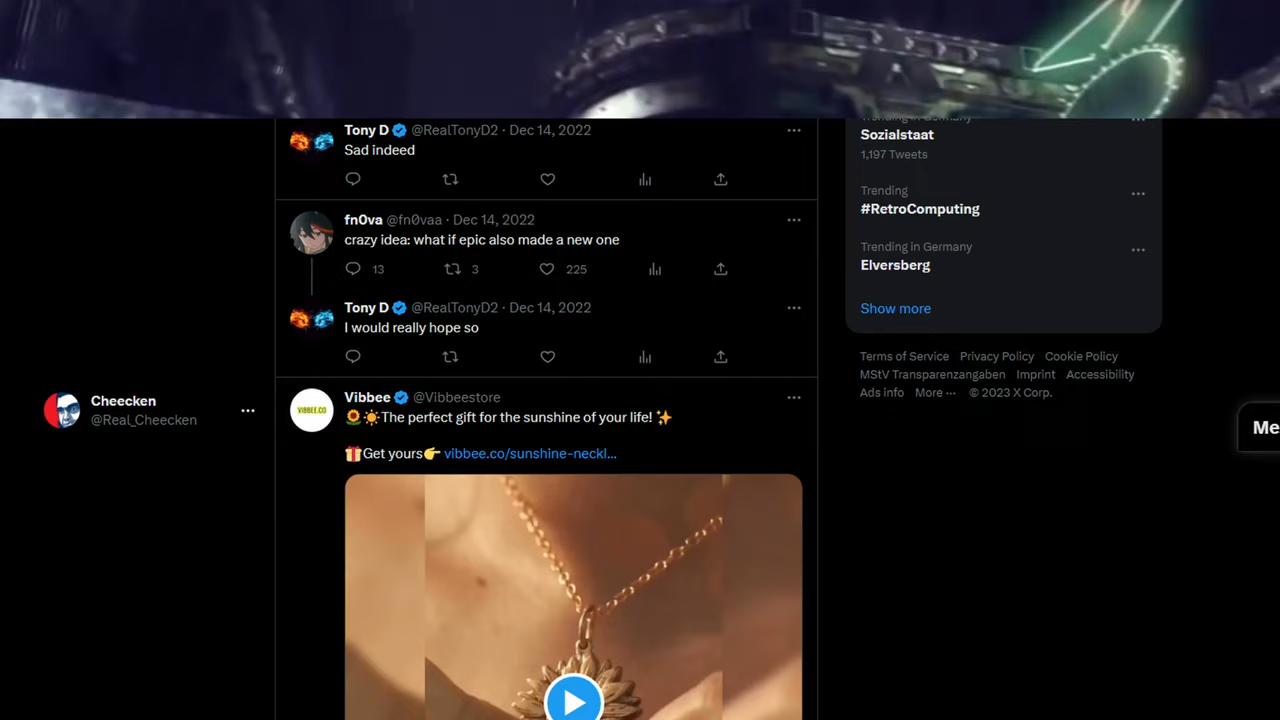 Tony D @RealTonyD2 · Dec 14, 2022
Sad indeed
fn0va @fn0vaa · Dec 14, 2022
crazy idea: what if epic also made a new one
13 3 225
Tony D @RealTonyD2 · Dec 14, 2022
I would really hope so
Cheecken
@Real_Cheecken
VIBBEE.CO
Vibbee @Vibbeestore
🌻☀️The perfect gift for the sunshine of your life! ✨
🎁Get yours👉 vibbee.co/sunshine-neckl...
Trending in Germany
Sozialstaat
1,197 Tweets
Trending
#RetroComputing
Trending in Germany
Elversberg
Show more
Terms of Service Privacy Policy Cookie Policy
MStV Transparenzangaben Imprint Accessibility
Ads info More ··· © 2023 X Corp.
Me